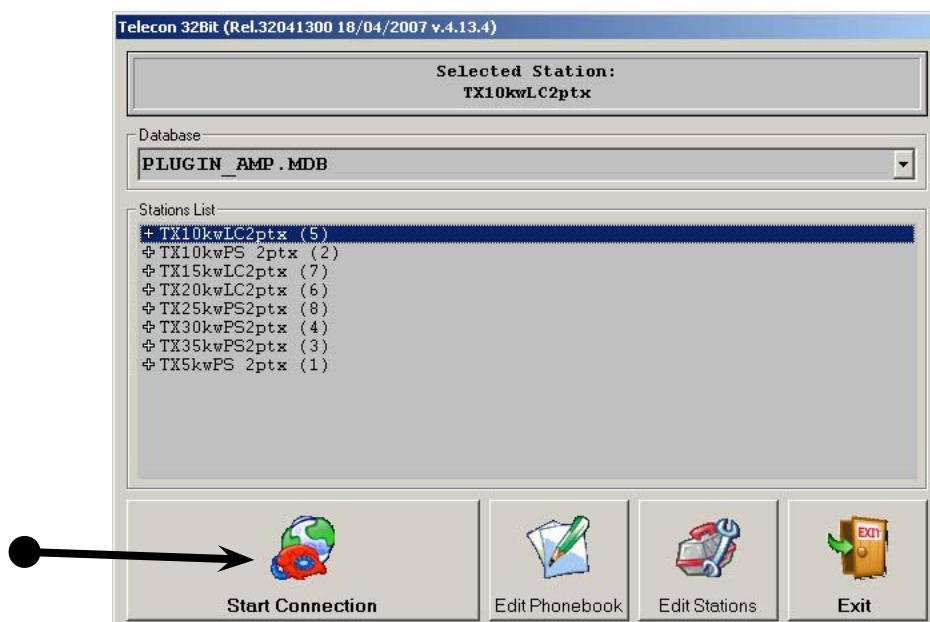 Telecon 32Bit (Rel.32041300 18/04/2007 v.4.13.4)
Selected Station:
TX10kwLC2ptx
Database
PLUGIN_AMP.MDB
Stations List
TX10kwLC2ptx (5)
TX10kwPS 2ptx (2)
TX15kwLC2ptx (7)
TX20kwLC2ptx (6)
TX25kwPS2ptx (8)
TX30kwPS2ptx (4)
TX35kwPS2ptx (3)
TX5kwPS 2ptx (1)
EXIT
Start Connection
Edit Phonebook
Edit Stations
Exit